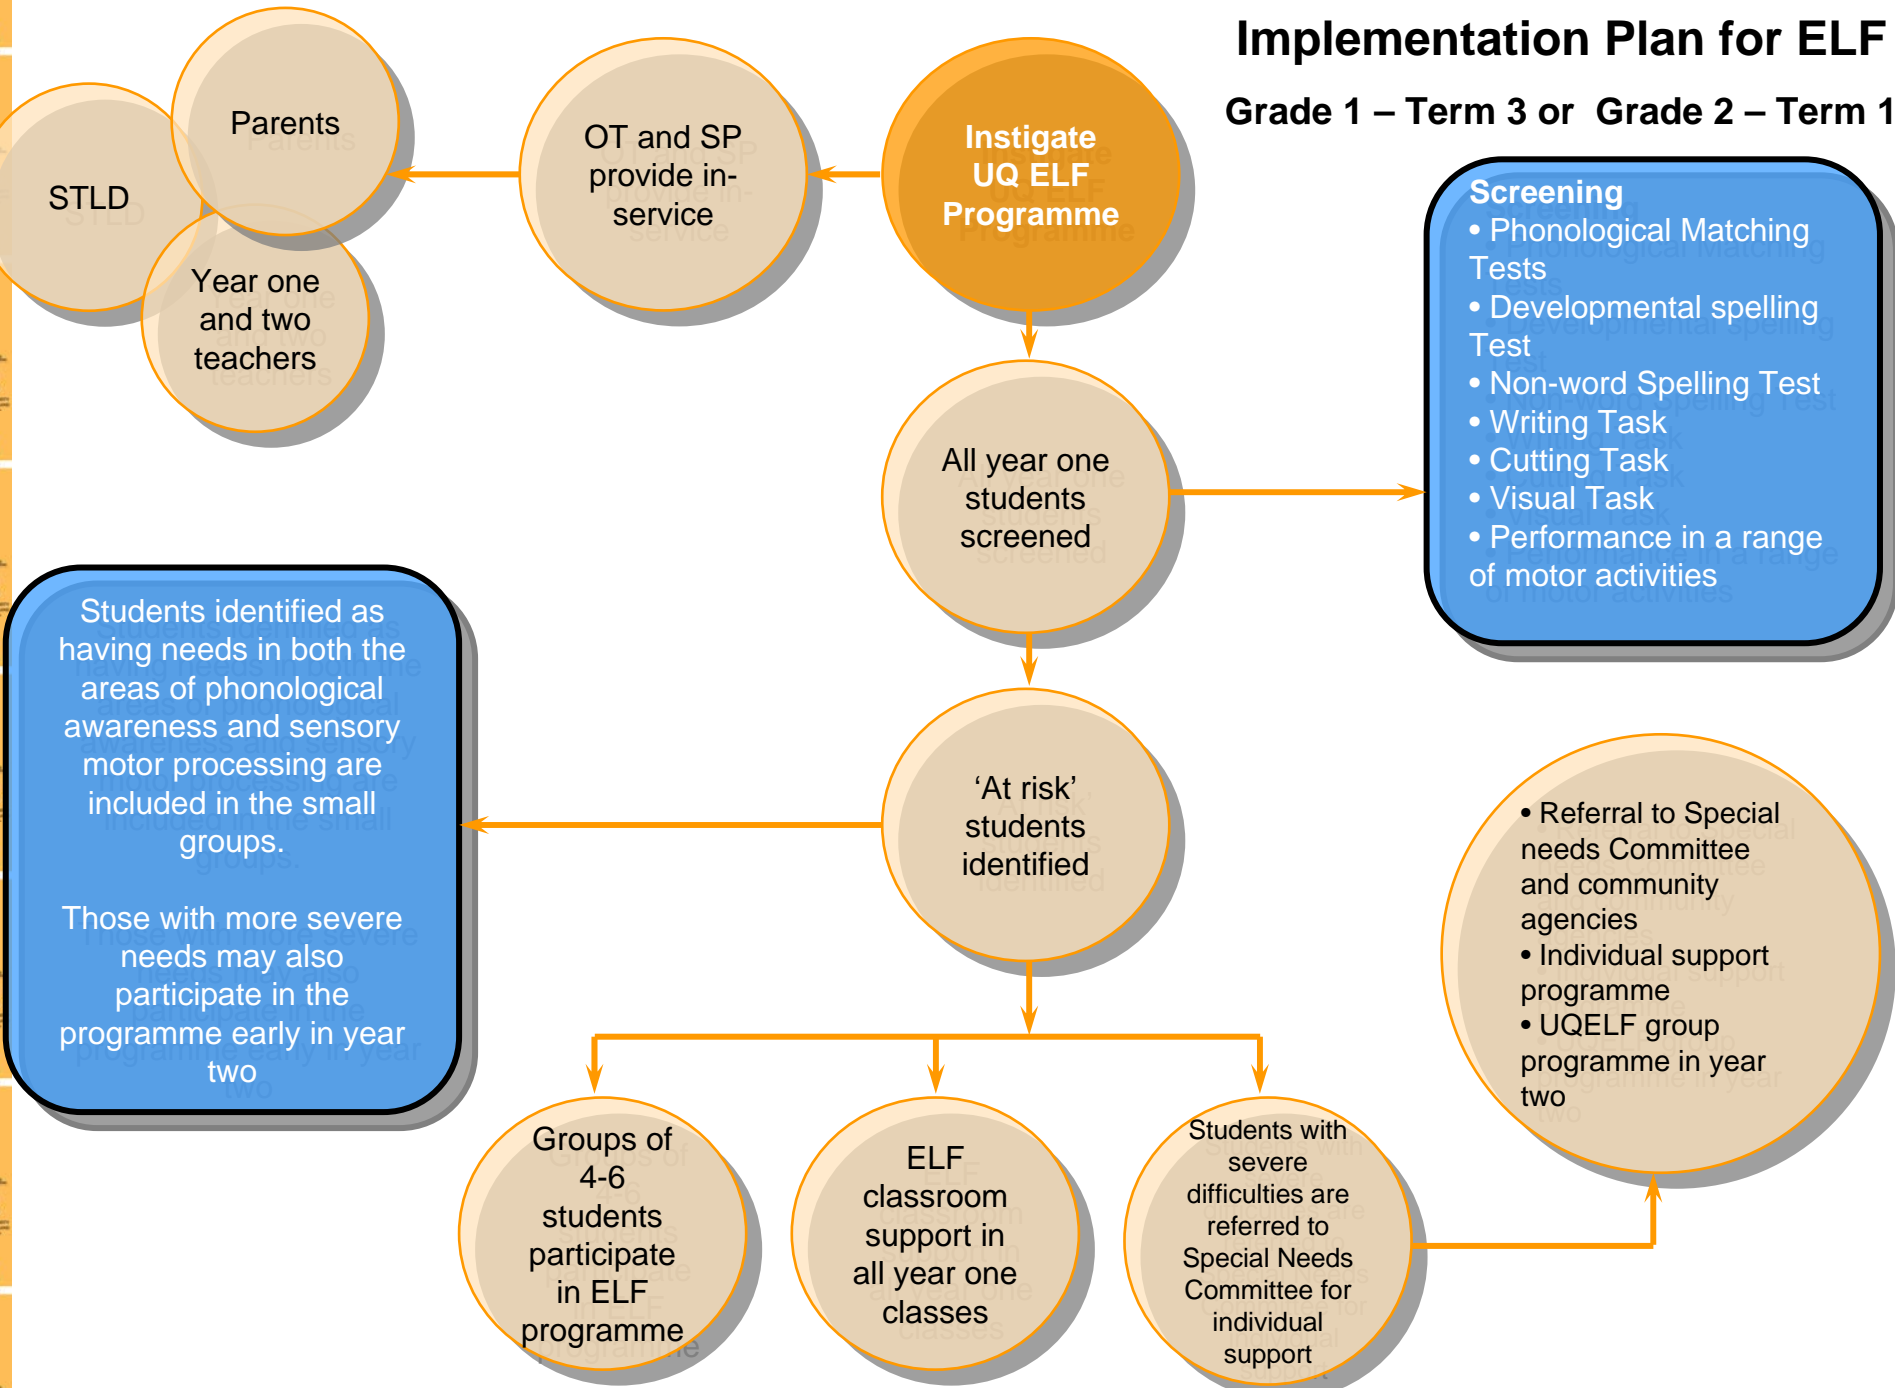 Implementation Plan for ELF
Grade 1 – Term 3 or Grade 2 – Term 1
Parents
STLD
Year one
and two
teachers
OT and SP
provide in-
service
Instigate
UQ ELF
Programme
Screening
• Phonological Matching
Tests
• Developmental spelling
Test
• Non-word Spelling Test
• Writing Task
• Cutting Task
• Visual Task
• Performance in a range
of motor activities
All year one
students
screened
Students identified as
having needs in both the
areas of phonological
awareness and sensory
motor processing are
included in the small
groups.
Those with more severe
needs may also
participate in the
programme early in year
two
‘At risk’
students
identified
• Referral to Special
needs Committee
and community
agencies
• Individual support
programme
• UQELF group
programme in year
two
Groups of
4-6
students
participate
in ELF
programme
ELF
classroom
support in
all year one
classes
Students with
severe
difficulties are
referred to
Special Needs
Committee for
individual
support